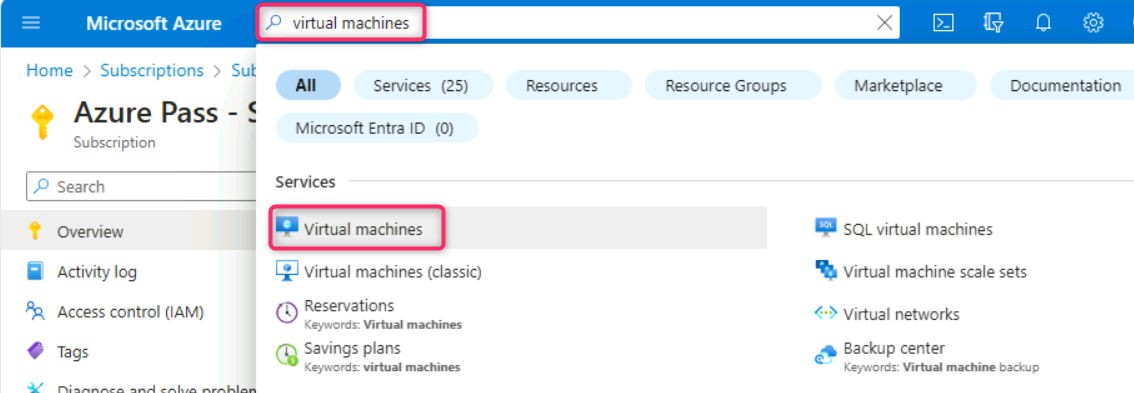 Microsoft Azure
virtual machines
Home > Subscriptions > Sub
Azure Pass - S
Subscription
Search
Overview
Activity log
Access control (IAM)
Tags
Diagnose and solve problem
All
Services (25)
Resources
Resource Groups
Marketplace
Documentation
Microsoft Entra ID (0)
Services
Virtual machines
SQL virtual machines
Virtual machines (classic)
Virtual machine scale sets
Reservations
Keywords: Virtual machines
Virtual networks
Savings plans
Keywords: virtual machines
Backup center
Keywords: Virtual machine backup